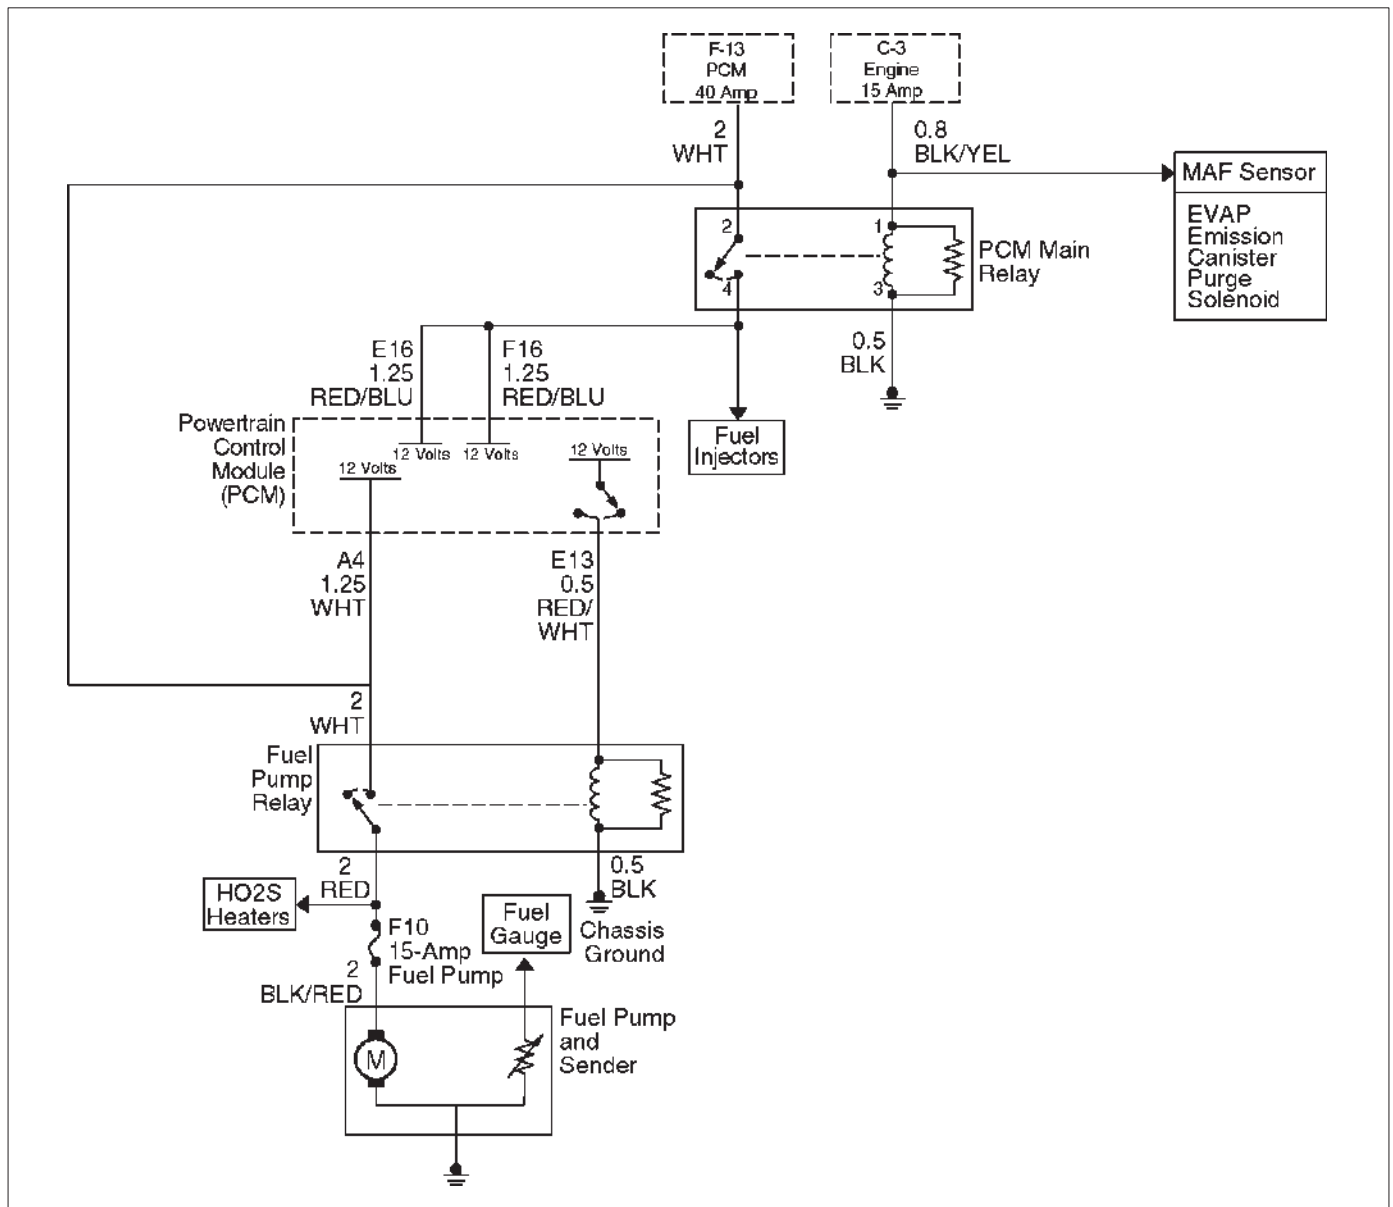 F-13
PCM
40 Amp
C-3
Engine
15 Amp
2
WHT
0.8
BLK/YEL
MAF Sensor
EVAP
Emission
Canister
Purge
Solenoid
2
1
4
3
PCM Main
Relay
0.5
BLK
E16
1.25
RED/BLU
F16
1.25
RED/BLU
Fuel
Injectors
Powertrain
Control
Module
(PCM)
12 Volts
12 Volts
12 Volts
12 Volts
A4
1.25
WHT
E13
0.5
RED/
WHT
2
WHT
Fuel
Pump
Relay
2
RED
0.5
BLK
HO2S
Heaters
Fuel
Gauge
Chassis
Ground
F10
15-Amp
Fuel Pump
2
BLK/RED
M
Fuel Pump
and
Sender